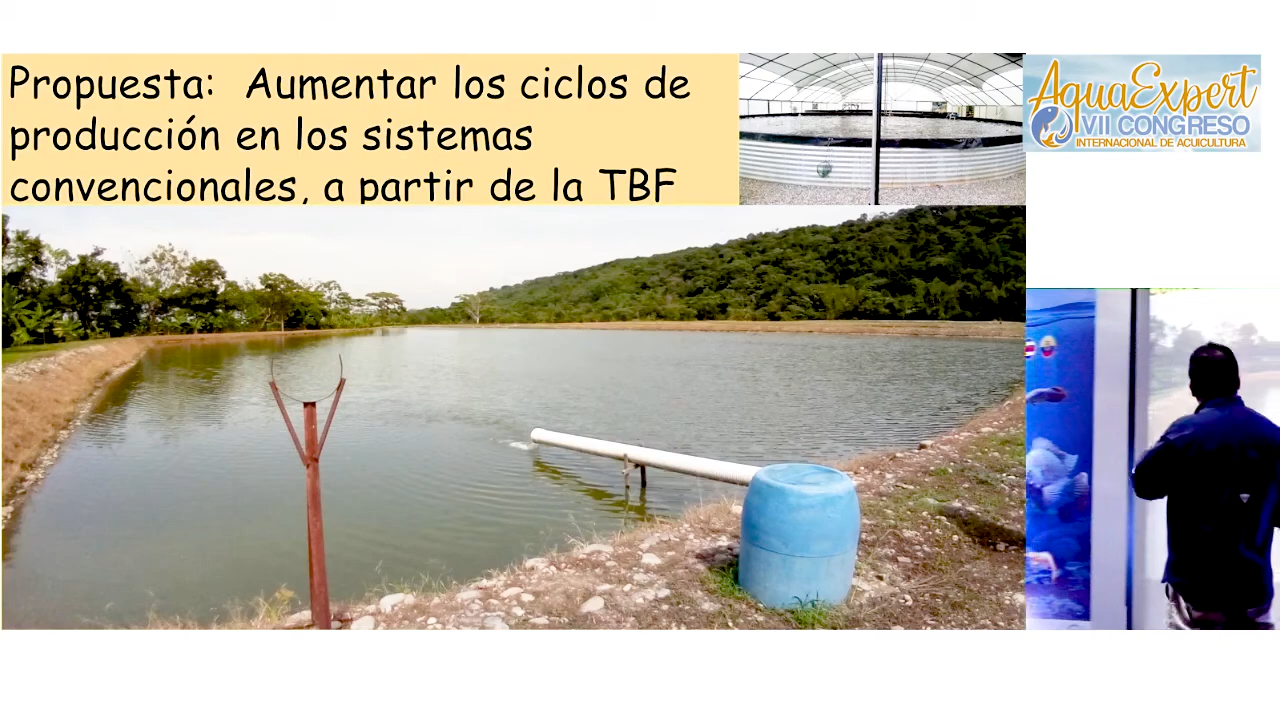 Propuesta:  Aumentar los ciclos de
producción en los sistemas
convencionales, a partir de la TBF
AquaExpert
VII CONGRESO
INTERNACIONAL DE ACUICULTURA